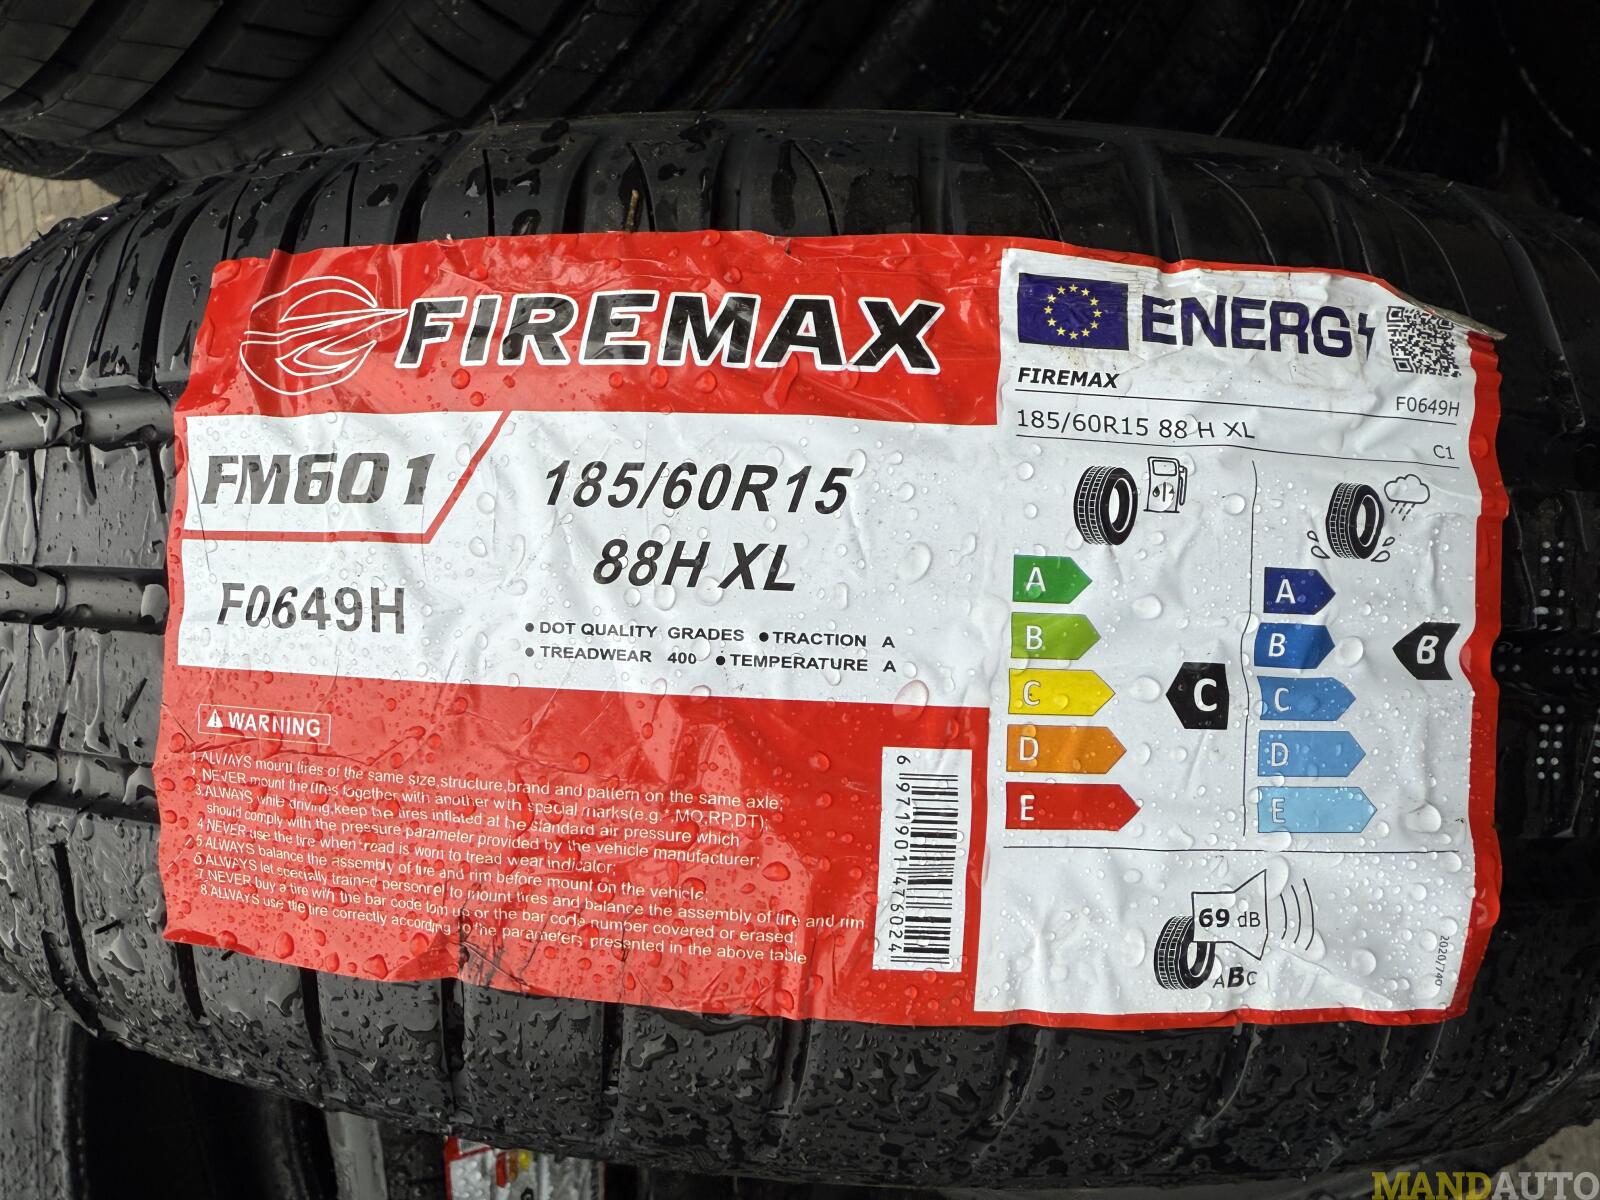 FIREMAX
FM601
F0649H
185/60R15
88H XL
● DOT QUALITY GRADES ● TRACTION A
● TREADWEAR 400 ● TEMPERATURE A
WARNING
1.ALWAYS mount tires of the same size,structure,brand and pattern on the same axle;
2.NEVER mount the tires together with another with special marks(e.g.*,MO,RP,DT);
3.ALWAYS while driving,keep the tires inflated at the standard air pressure which
should comply with the pressure parameter provided by the vehicle manufacturer;
4.NEVER use the tire when tread is worn to tread wear indicator;
5.ALWAYS balance the assembly of tire and rim before mount on the vehicle;
6.ALWAYS let specially trained personnel to mount tires and balance the assembly of tire and rim
7.NEVER buy a tire with the bar code torn up or the bar code number covered or erased;
8.ALWAYS use the tire correctly according to the parameters presented in the above table
6 971901 476024
ENERG
FIREMAX
F0649H
185/60R15 88 H XL
C1
A
B
C
D
E
C
A
B
C
D
E
B
69 dB
ABC
2020/740
MANDAUTO